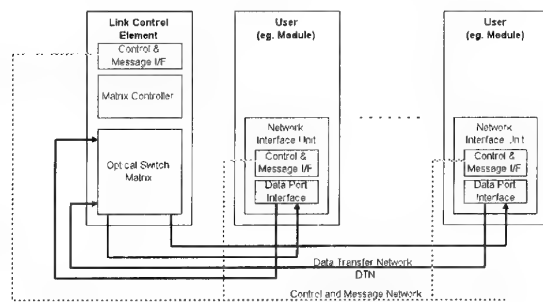 Link Control
Element
Control &
Message I/F
Matrix Controller
Optical Switch
Matrix
User
(eg. Module)
Network
Interface Unit
Control &
Message I/F
Data Port
Interface
User
(eg. Module)
Network
Interface Unit
Control &
Message I/F
Data Port
Interface
Data Transfer Network
DTN
Control and Message Network